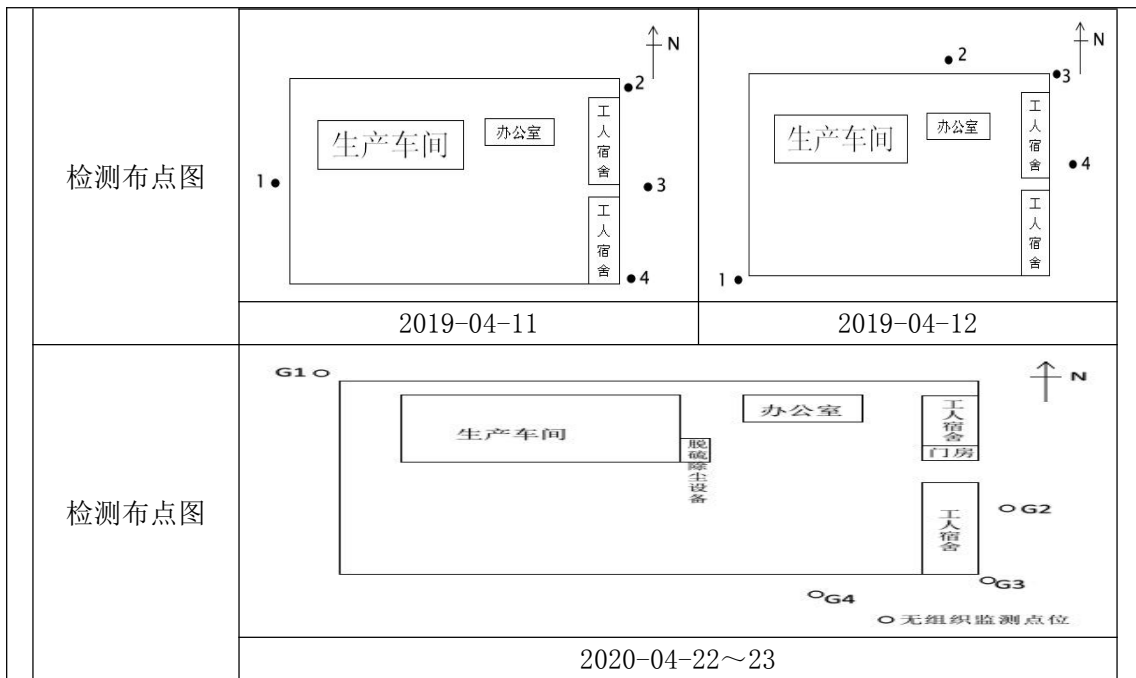 检测布点图
N
2
生产车间
办公室
工人宿舍
1
3
工人宿舍
4
2019-04-11
N
2
3
生产车间
办公室
工人宿舍
4
工人宿舍
1
2019-04-12
检测布点图
G1
N
生产车间
办公室
工人宿舍
门房
脱硫除尘设备
工人宿舍
G2
G3
G4
无组织监测点位
2020-04-22～23